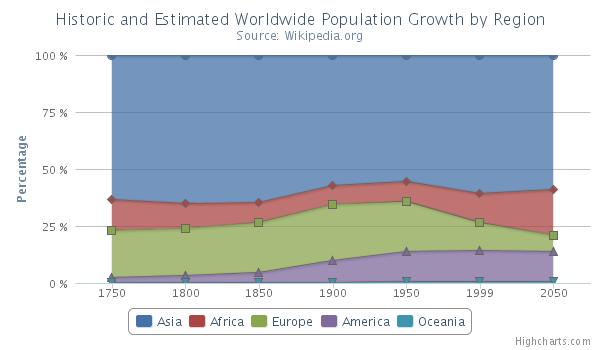 Historic and Estimated Worldwide Population Growth by Region
Source: Wikipedia.org
Percentage
100 %
75 %
50 %
25 %
0 %
1750 1800 1850 1900 1950 1999 2050
Asia Africa Europe America Oceania
Highcharts.com